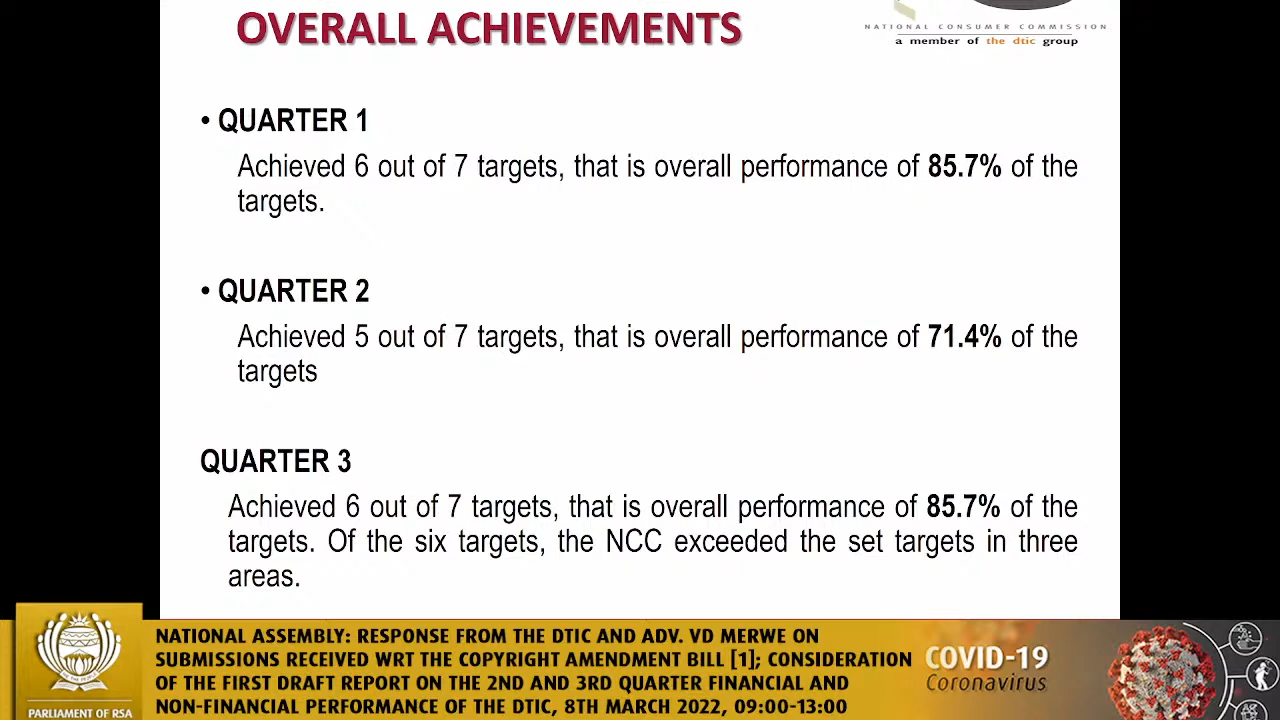 OVERALL ACHIEVEMENTS
NATIONAL CONSUMER COMMISSION
a member of the dtic group
• QUARTER 1
Achieved 6 out of 7 targets, that is overall performance of 85.7% of the
targets.
• QUARTER 2
Achieved 5 out of 7 targets, that is overall performance of 71.4% of the
targets
QUARTER 3
Achieved 6 out of 7 targets, that is overall performance of 85.7% of the
targets. Of the six targets, the NCC exceeded the set targets in three
areas.
PARLIAMENT OF RSA
NATIONAL ASSEMBLY: RESPONSE FROM THE DTIC AND ADV. VD MERWE ON
SUBMISSIONS RECEIVED WRT THE COPYRIGHT AMENDMENT BILL [1]; CONSIDERATION
OF THE FIRST DRAFT REPORT ON THE 2ND AND 3RD QUARTER FINANCIAL AND
NON-FINANCIAL PERFORMANCE OF THE DTIC, 8TH MARCH 2022, 09:00-13:00
COVID-19
Coronavirus